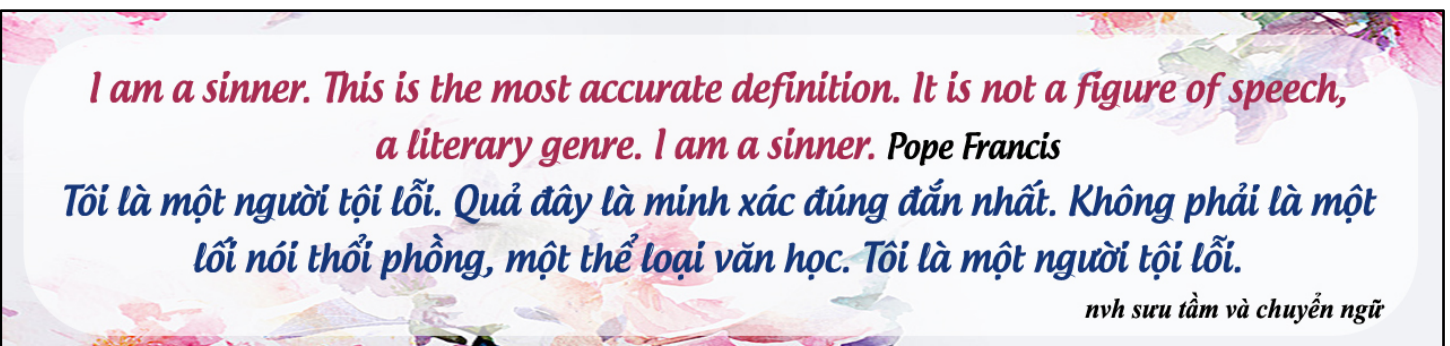 I am a sinner. This is the most accurate definition. It is not a figure of speech,
a literary genre. I am a sinner. Pope Francis
Tôi là một người tội lỗi. Quả đây là minh xác đúng đắn nhất. Không phải là một
lối nói thổi phồng, một thể loại văn học. Tôi là một người tội lỗi.
nvh sưu tầm và chuyển ngữ